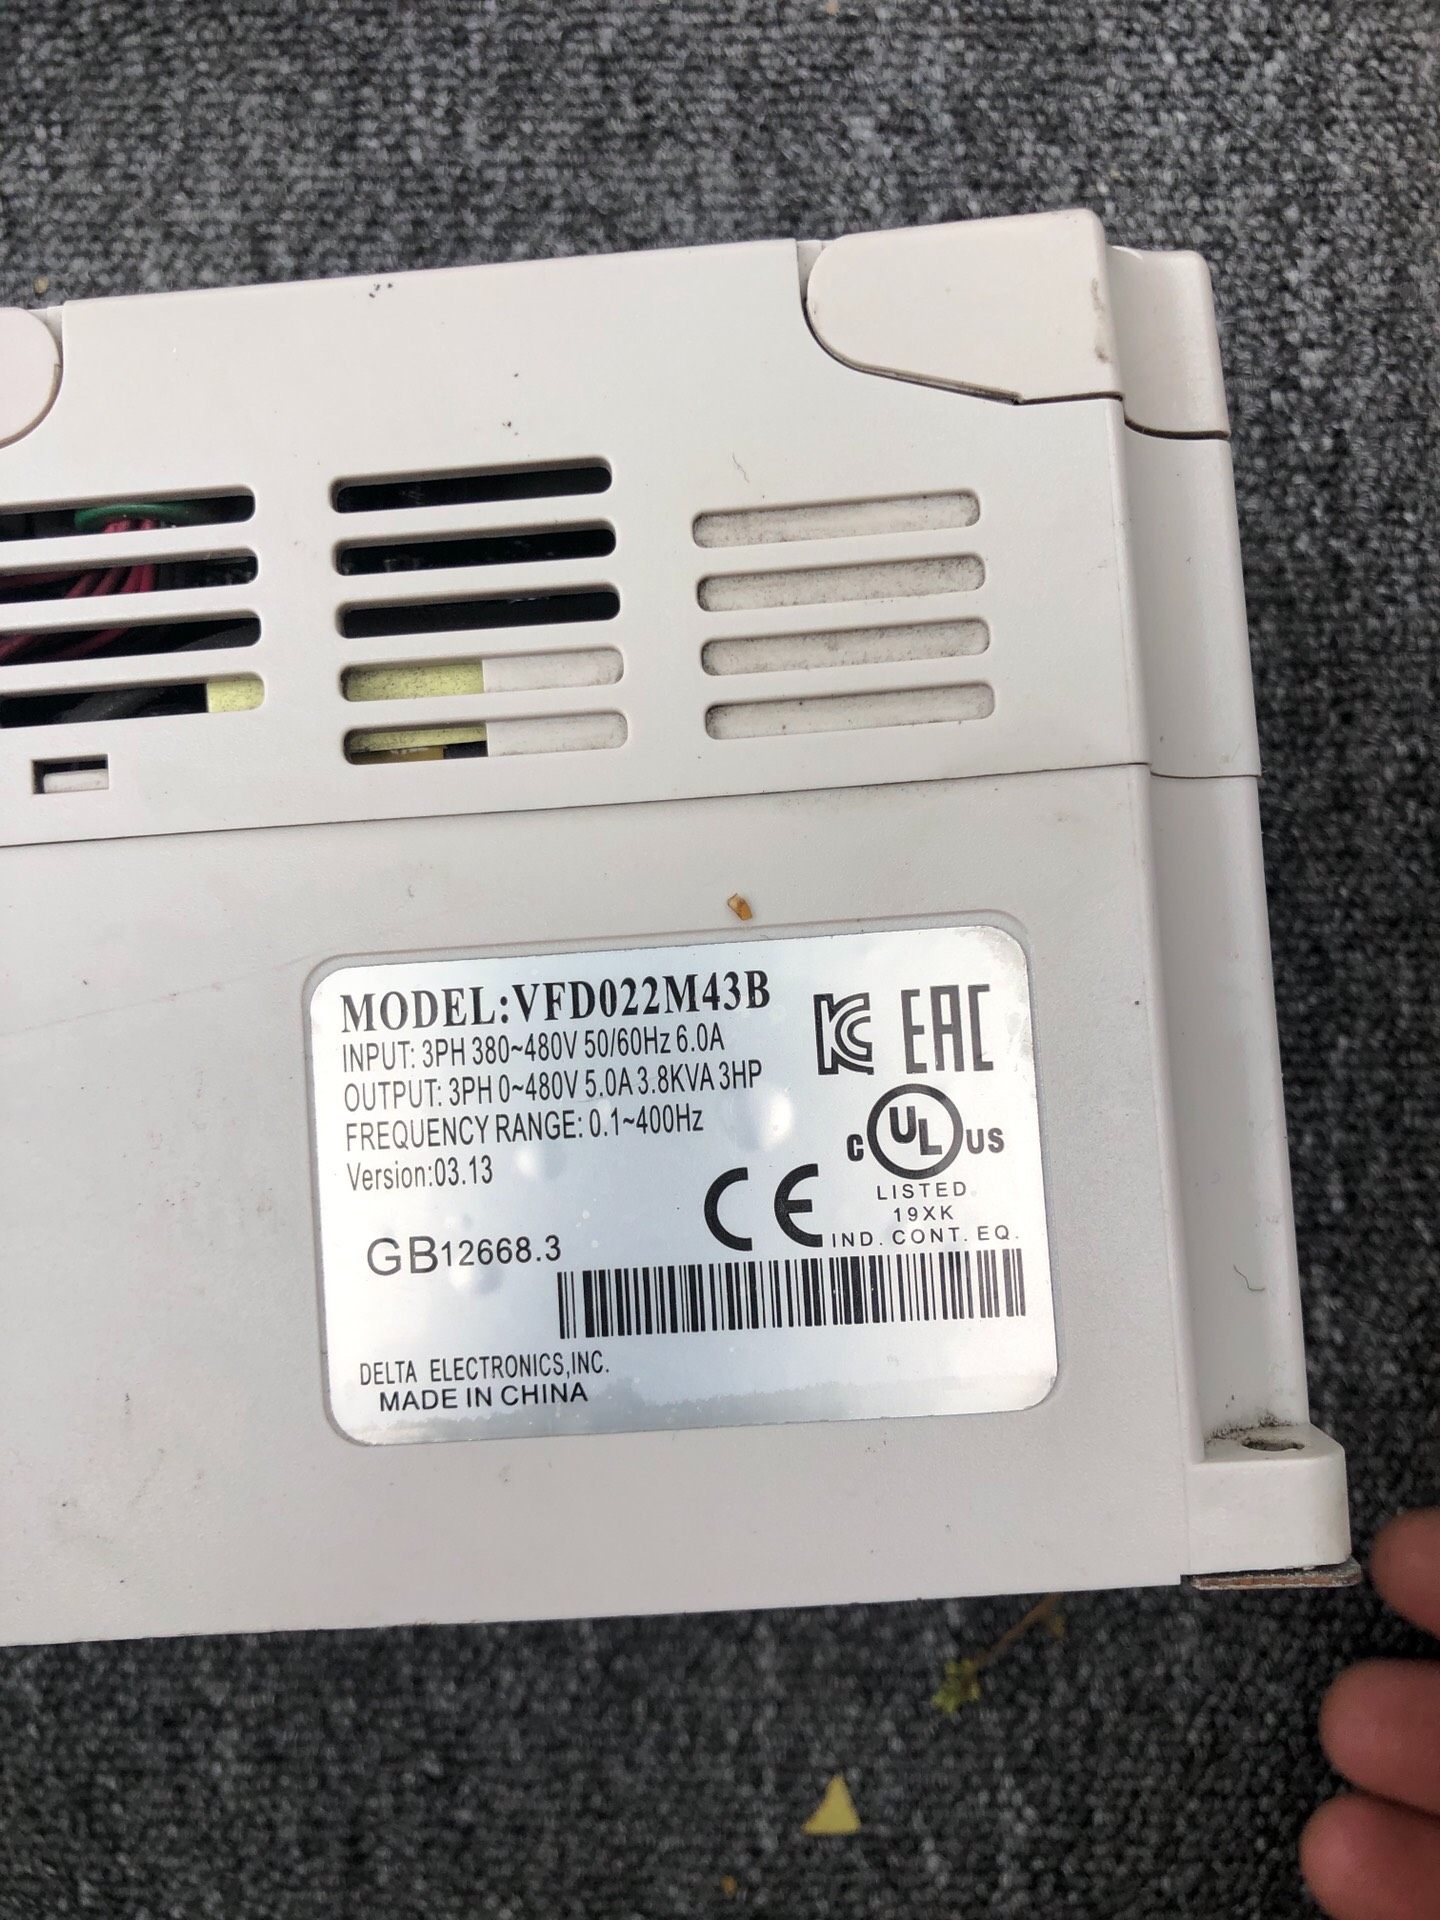 MODEL:VFD022M43B
INPUT: 3PH 380~480V 50/60Hz 6.0A
OUTPUT: 3PH 0~480V 5.0A 3.8KVA 3HP
FREQUENCY RANGE: 0.1~400Hz
Version:03.13
KC EAC
C UL US
LISTED
19XK
IND. CONT. EQ.
CE
GB12668.3
DELTA ELECTRONICS,INC.
MADE IN CHINA